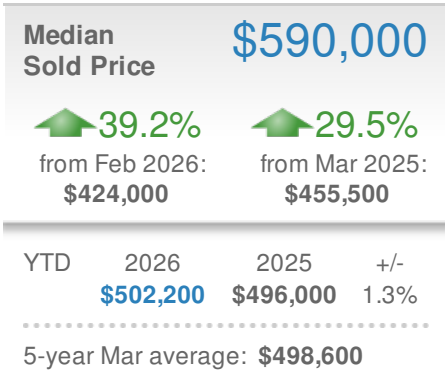 Median $590,000
Sold Price
39.2% 29.5%
from Feb 2026: from Mar 2025:
$424,000 $455,500
YTD 2026 2025 +/-
$502,200 $496,000 1.3%
5-year Mar average: $498,600